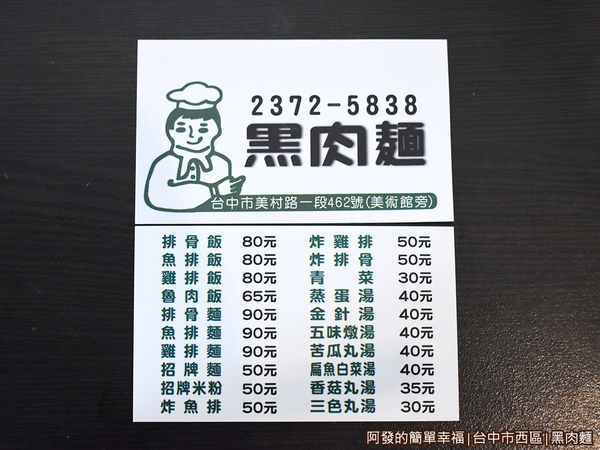 2372-5838
黑肉麵
台中市美村路一段462號(美術館旁)
排骨飯 80元
魚排飯 80元
雞排飯 80元
魯肉飯 65元
排骨麵 90元
魚排麵 90元
雞排麵 90元
招牌麵 50元
招牌米粉 50元
炸魚排 50元
炸雞排 50元
炸排骨 50元
青菜 30元
蒸蛋湯 40元
金針湯 40元
五味燉湯 40元
苦瓜丸湯 40元
扁魚白菜湯 40元
香菇丸湯 35元
三色丸湯 30元
阿發的簡單幸福|台中市西區|黑肉麵